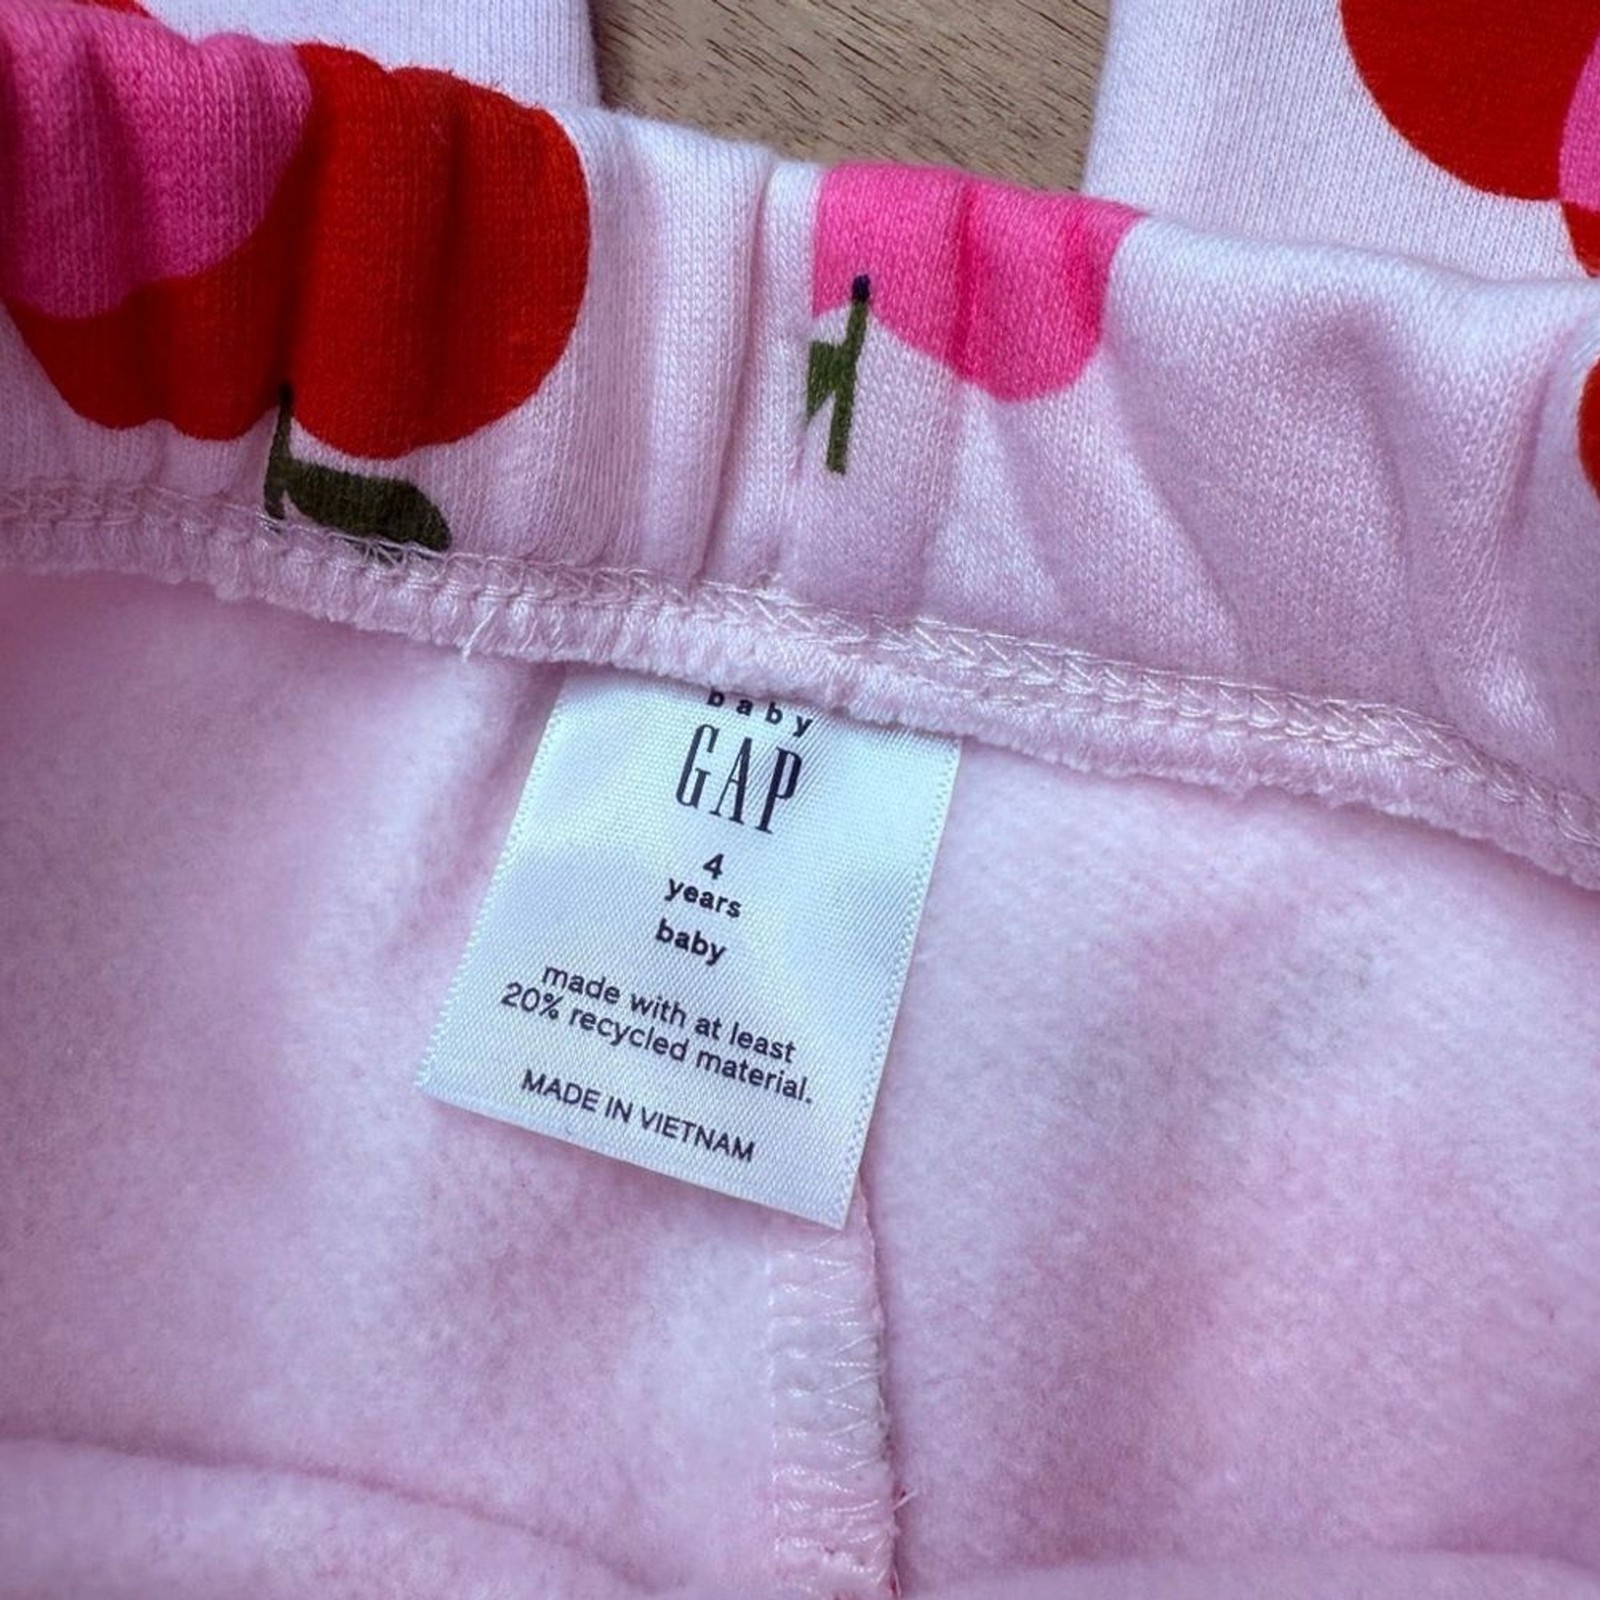 baby
GAP
4
years
baby
made with at least
20% recycled material.
MADE IN VIETNAM